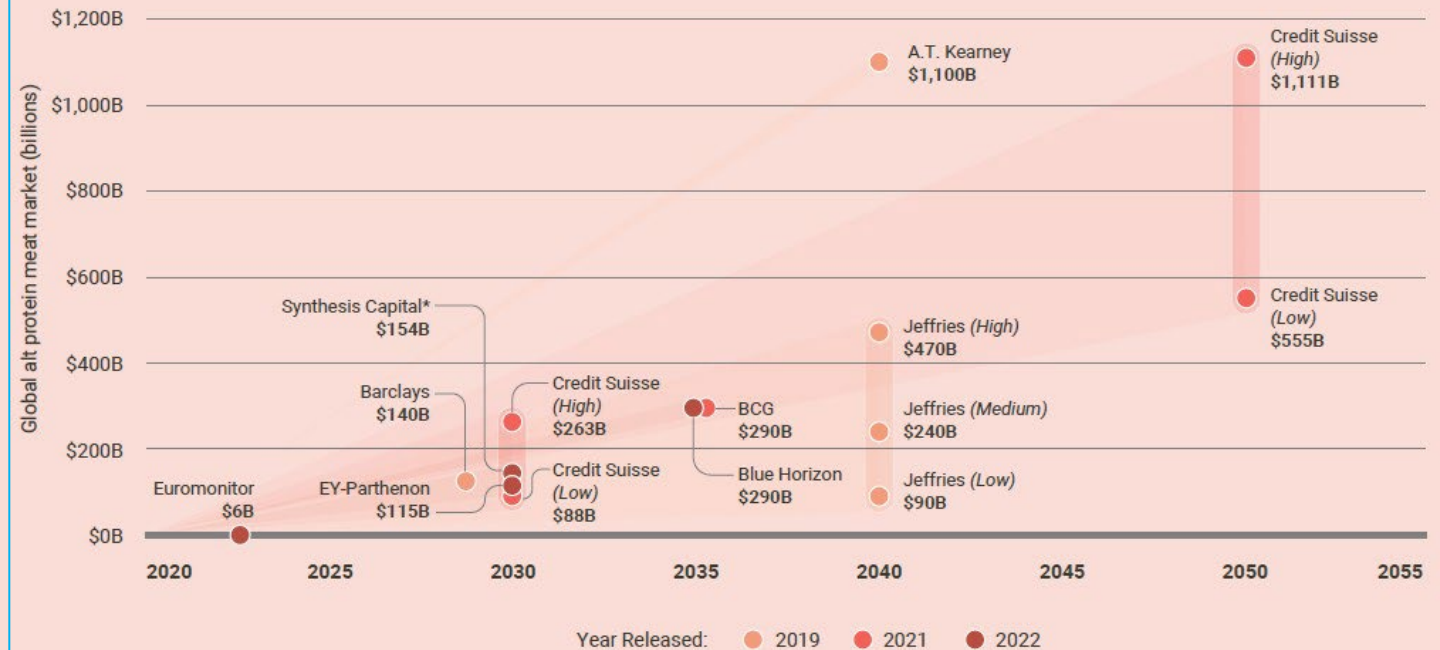 Global alt protein meat market (billions)
$1,200B
$1,000B
$800B
$600B
$400B
$200B
$0B
A.T. Kearney
$1,100B
Credit Suisse
(High)
$1,111B
Credit Suisse
(Low)
$555B
Synthesis Capital*
$154B
Barclays
$140B
Euromonitor
$6B
EY-Parthenon
$115B
Credit Suisse
(High)
$263B
Credit Suisse
(Low)
$88B
BCG
$290B
Blue Horizon
$290B
Jeffries (High)
$470B
Jeffries (Medium)
$240B
Jeffries (Low)
$90B
2020 2025 2030 2035 2040 2045 2050 2055
Year Released: 2019 2021 2022